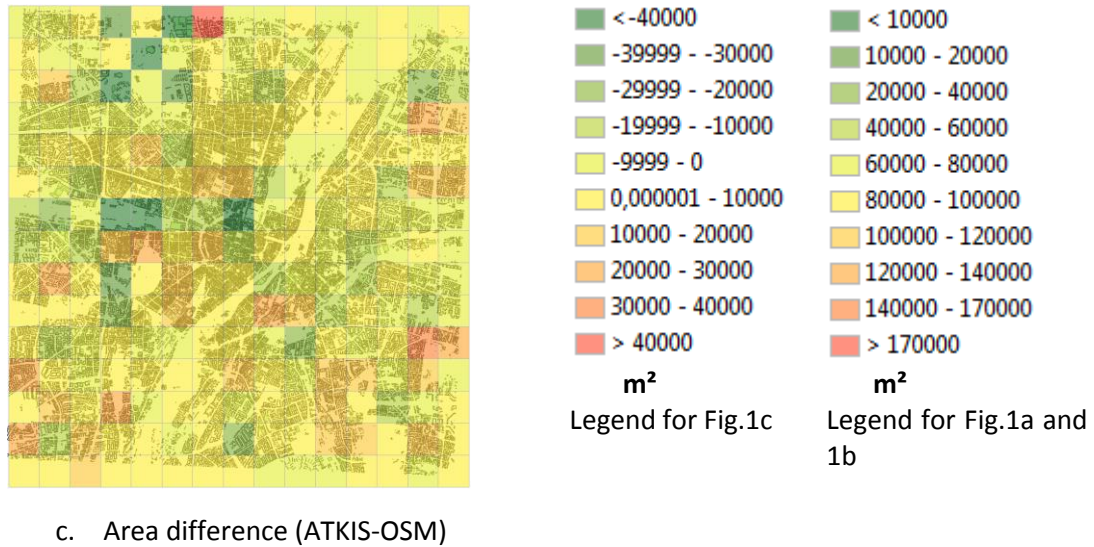 < -40000
-39999 - -30000
-29999 - -20000
-19999 - -10000
-9999 - 0
0,000001 - 10000
10000 - 20000
20000 - 30000
30000 - 40000
> 40000
m²
Legend for Fig.1c
< 10000
10000 - 20000
20000 - 40000
40000 - 60000
60000 - 80000
80000 - 100000
100000 - 120000
120000 - 140000
140000 - 170000
> 170000
m²
Legend for Fig.1a and
1b
c. Area difference (ATKIS-OSM)